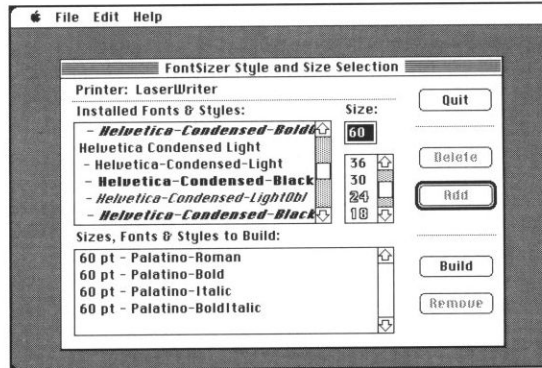 File Edit Help
FontSizer Style and Size Selection
Printer: LaserWriter
Installed Fonts & Styles:
- Helvetica-Condensed-BoldO
Helvetica Condensed Light
- Helvetica-Condensed-Light
- Helvetica-Condensed-Black
- Helvetica-Condensed-LightObl
- Helvetica-Condensed-Black
Size:
60
36
30
24
18
Sizes, Fonts & Styles to Build:
60 pt - Palatino-Roman
60 pt - Palatino-Bold
60 pt - Palatino-Italic
60 pt - Palatino-BoldItalic
Quit
Delete
Add
Build
Remove